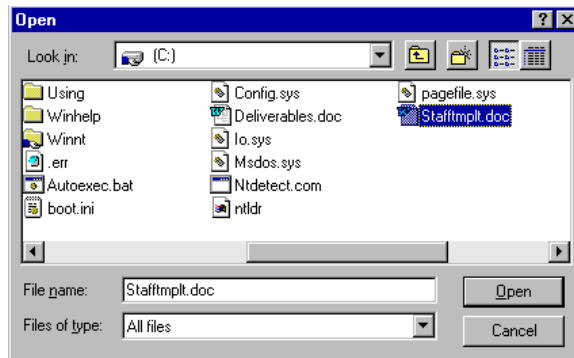 Open
Look in: (C:)
Using Config.sys pagefile.sys
Winhelp Deliverables.doc Stafftmplt.doc
Winnt Io.sys
.err Msdos.sys
Autoexec.bat Ntdetect.com
boot.ini ntldr
File name: Stafftmplt.doc Open
Files of type: All files Cancel